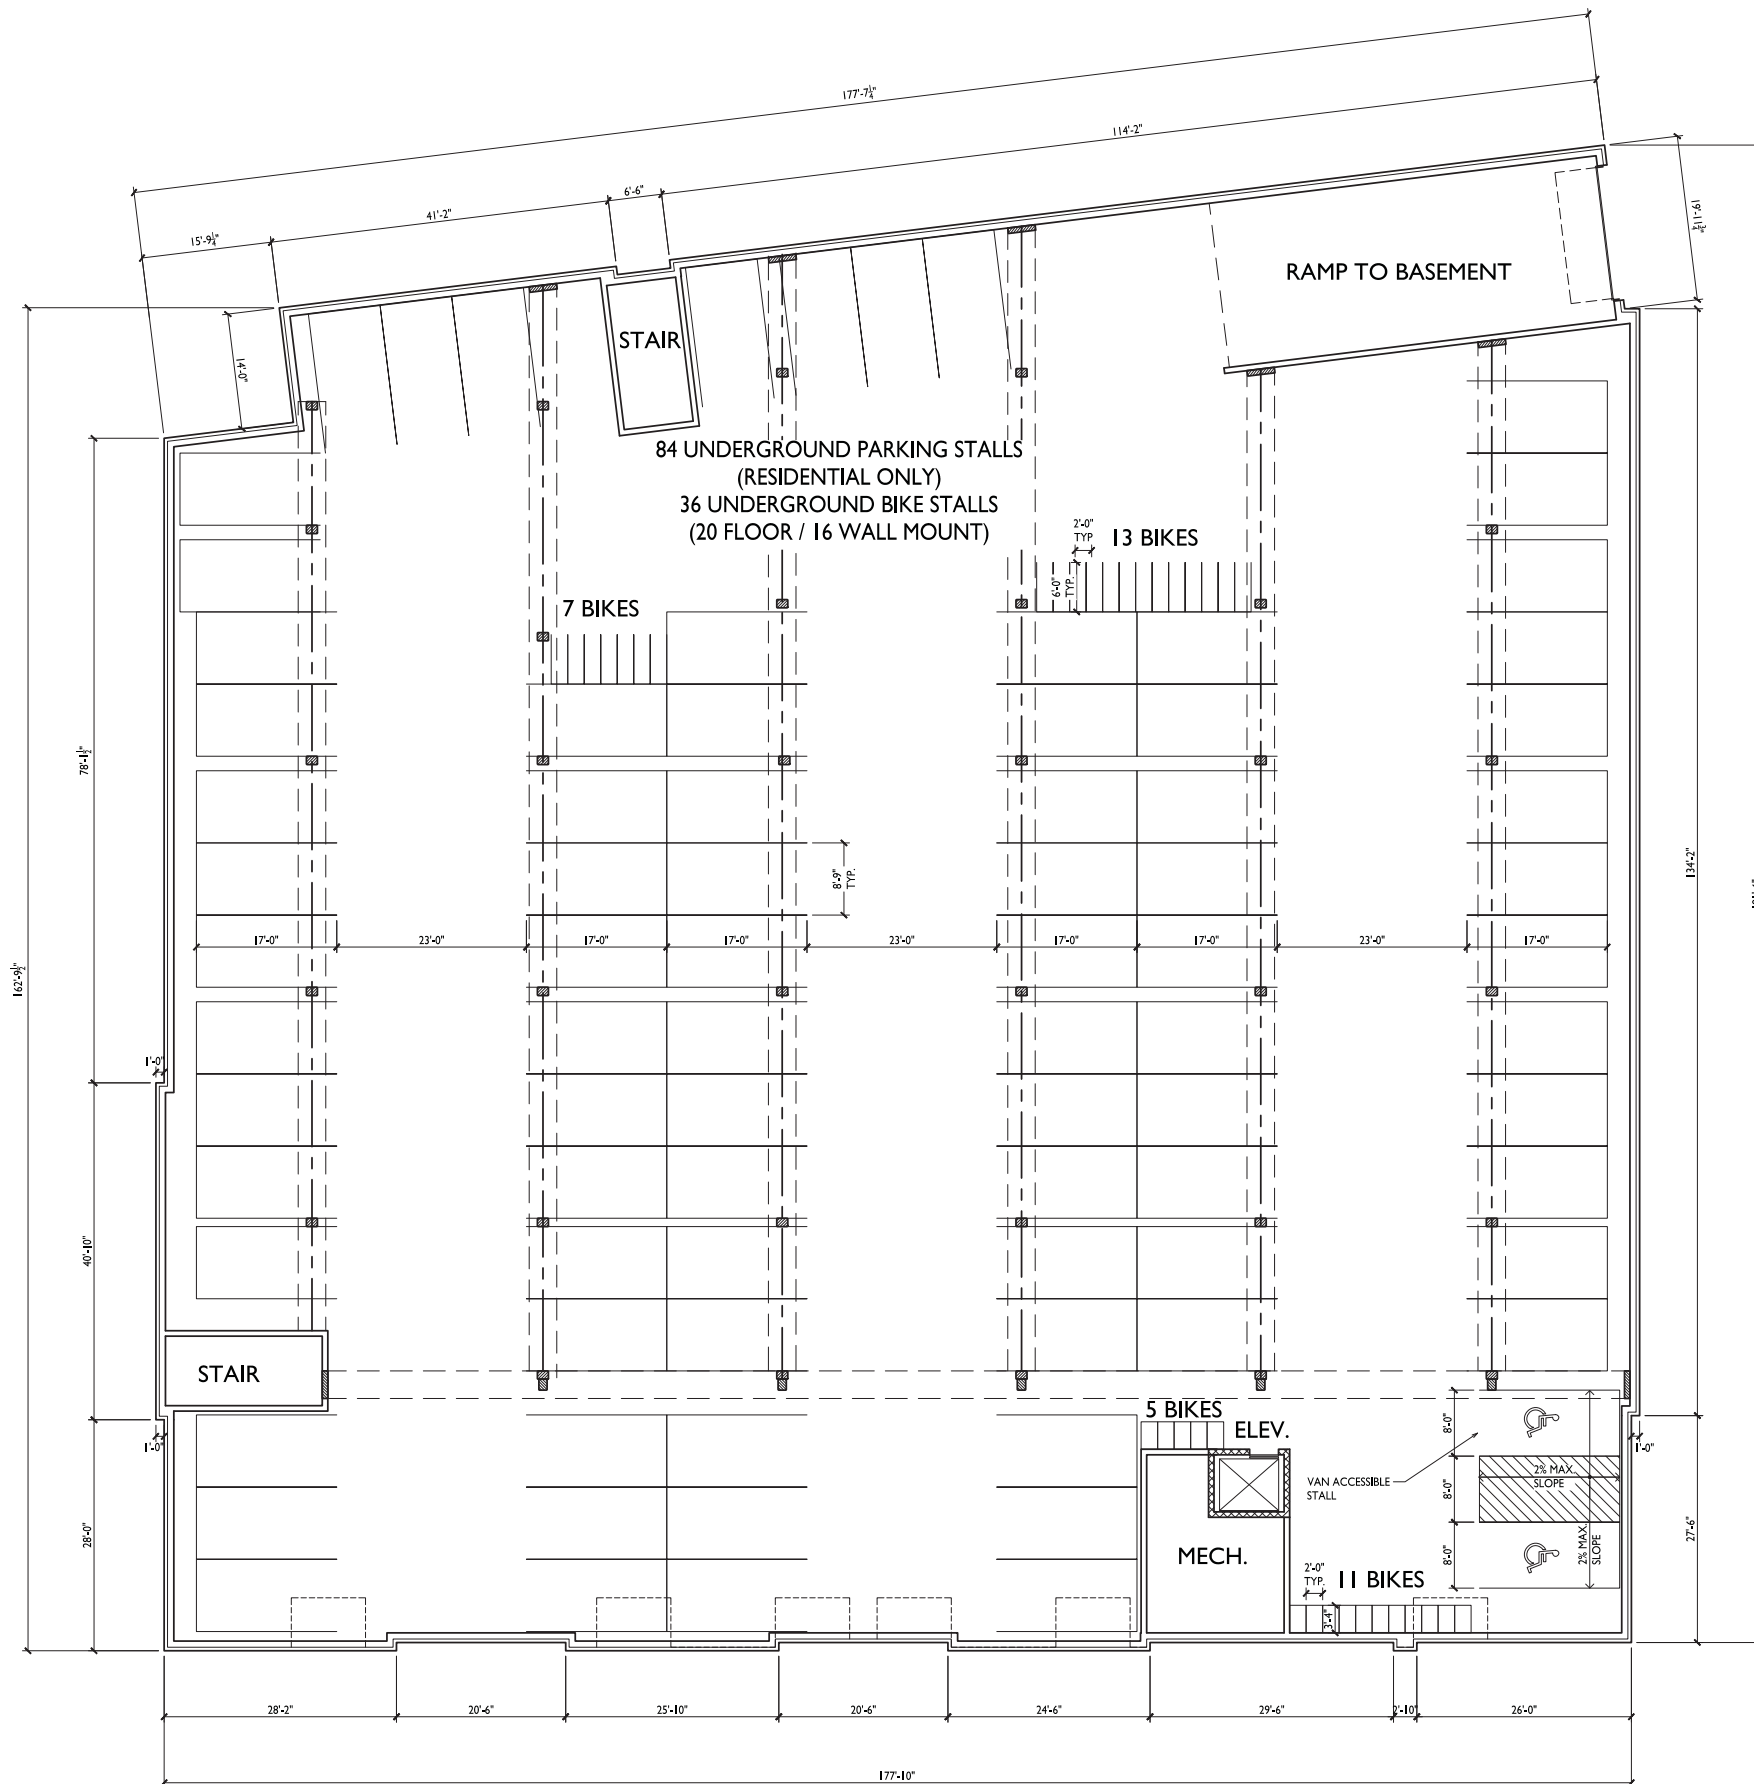 177'-7¼"
114'-2"
6'-6"
41'-2"
15'-9¼"
19'-11¾"
RAMP TO BASEMENT
STAIR
14'-0"
84 UNDERGROUND PARKING STALLS
(RESIDENTIAL ONLY)
36 UNDERGROUND BIKE STALLS
(20 FLOOR / 16 WALL MOUNT)
2'-0"
TYP
13 BIKES
6'-0"
TYP.
7 BIKES
78'-1½"
134'-2"
8'-9"
TYP.
17'-0"
23'-0"
17'-0"
17'-0"
23'-0"
17'-0"
17'-0"
23'-0"
17'-0"
162'-9½"
1'-0"
40'-10"
STAIR
5 BIKES
ELEV.
8'-0"
1'-0"
1'-0"
2% MAX.
SLOPE
VAN ACCESSIBLE
STALL
8'-0"
28'-0"
27'-6"
MECH.
8'-0"
2% MAX.
SLOPE
2'-0"
TYP.
11 BIKES
3'-4"
28'-2"
20'-6"
25'-10"
20'-6"
24'-6"
29'-6"
2'-10"
26'-0"
177'-10"